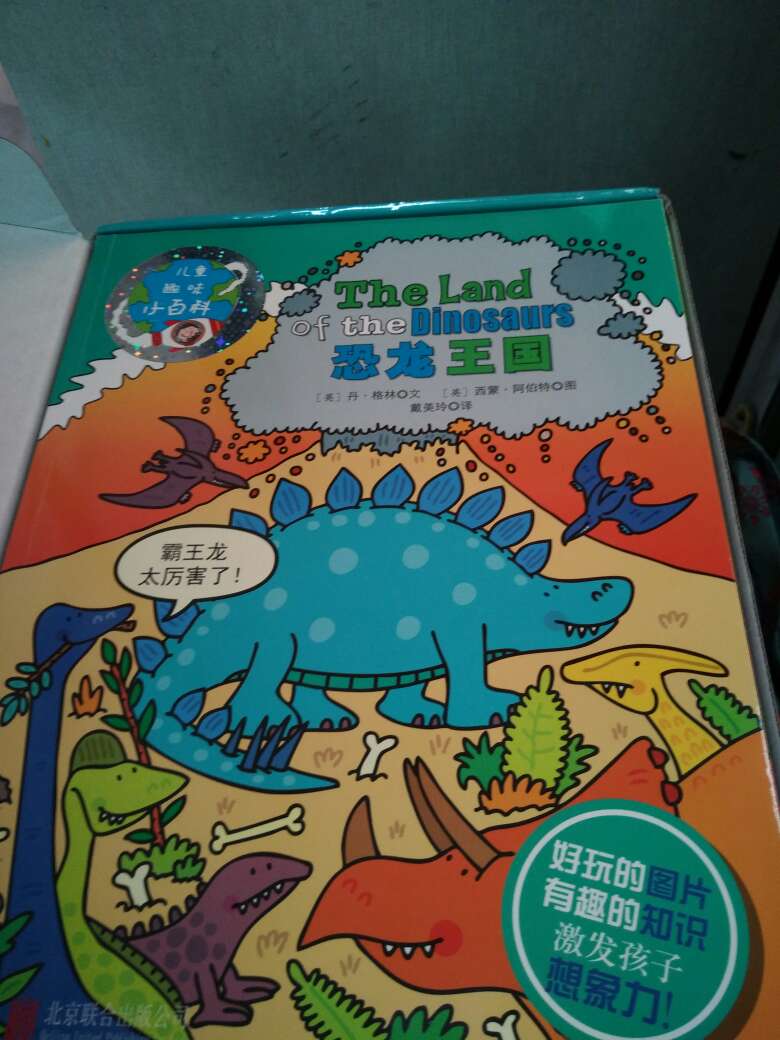 儿童
趣味
小百科
The Land
of the Dinosaurs
恐龙王国
[英]丹·格林◎文 [英]西蒙·阿伯特◎图
戴美玲◎译
霸王龙
太厉害了!
好玩的图片
有趣的知识
激发孩子
想象力!
北京联合出版公司